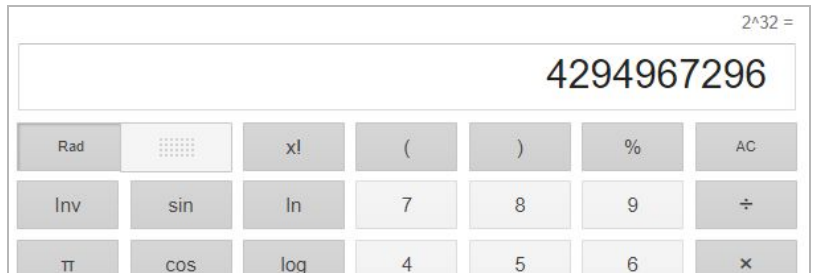 2^32 =
4294967296
Rad x! ( ) % AC
Inv sin ln 7 8 9 ÷
π cos log 4 5 6 ×